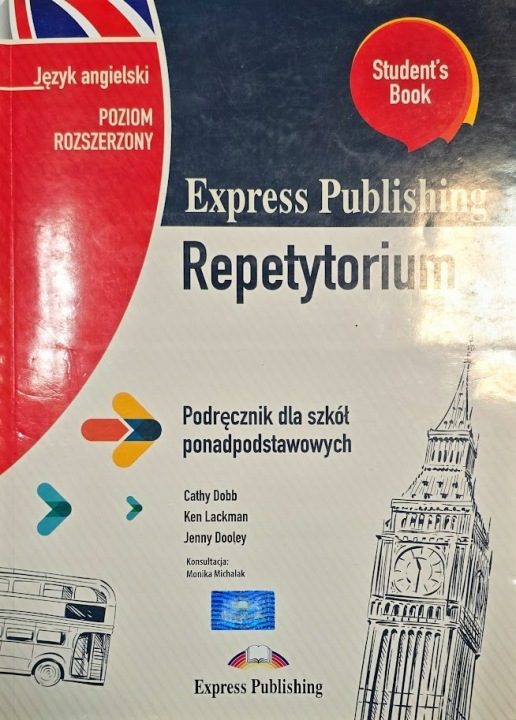 Język angielski
POZIOM
ROZSZERZONY
Student's
Book
Express Publishing
Repetytorium
Podręcznik dla szkół
ponadpodstawowych
Cathy Dobb
Ken Lackman
Jenny Dooley
Konsultacja:
Monika Michalak
Express Publishing